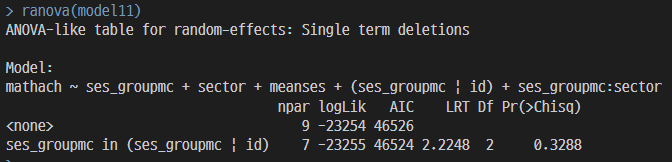 > ranova(model11)
ANOVA-like table for random-effects: Single term deletions
Model:
mathach ~ ses_groupmc + sector + meanses + (ses_groupmc | id) + ses_groupmc:sector
npar logLik AIC LRT Df Pr(>Chisq)
<none> 9 -23254 46526
ses_groupmc in (ses_groupmc | id) 7 -23255 46524 2.2248 2 0.3288